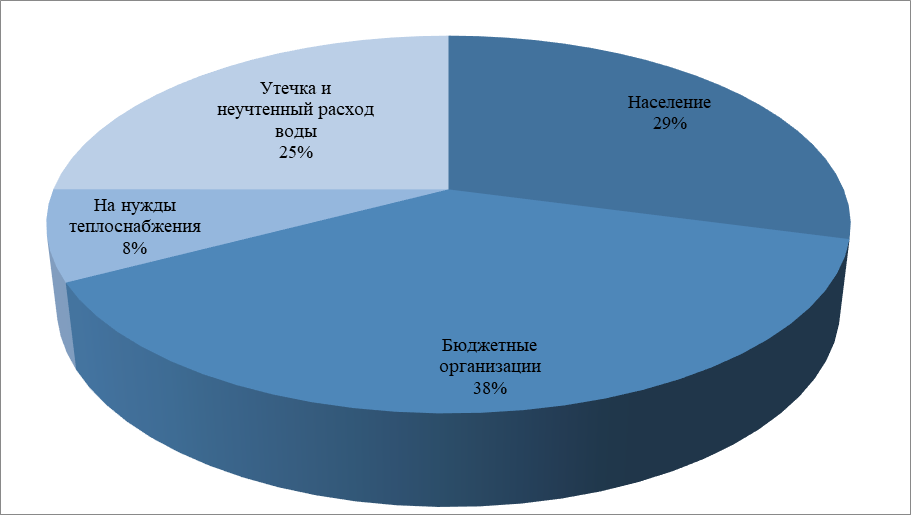 Утечка и
неучтенный расход
воды
25%
Население
29%
На нужды
теплоснабжения
8%
Бюджетные
организации
38%